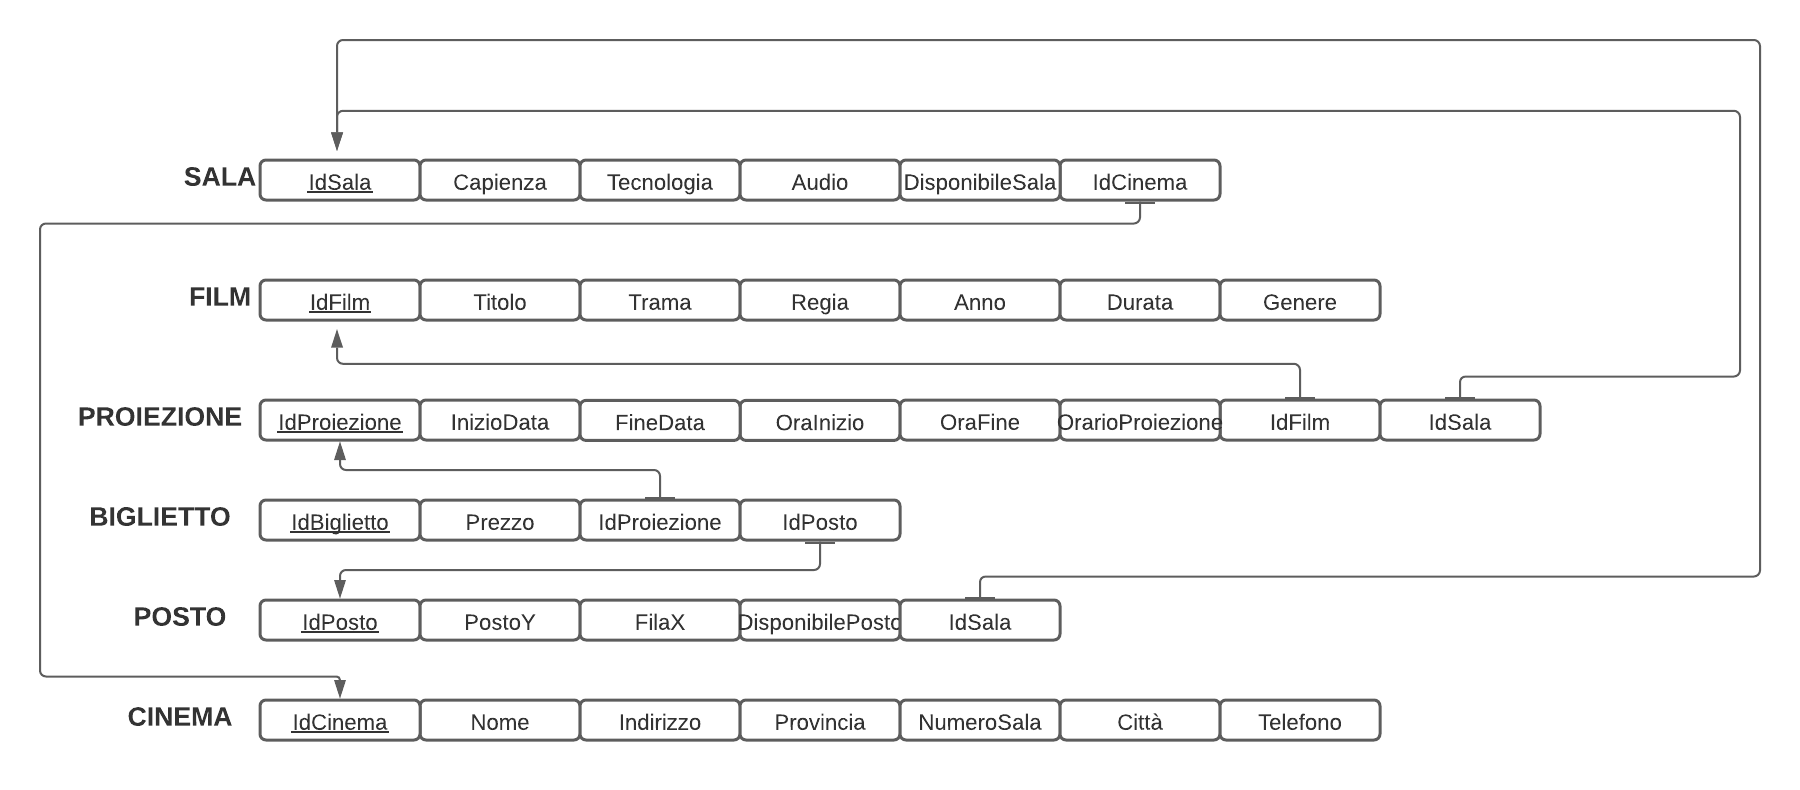 SALA IdSala Capienza Tecnologia Audio DisponibileSala IdCinema
FILM IdFilm Titolo Trama Regia Anno Durata Genere
PROIEZIONE IdProiezione InizioData FineData OraInizio OraFine OrarioProiezione IdFilm IdSala
BIGLIETTO IdBiglietto Prezzo IdProiezione IdPosto
POSTO IdPosto PostoY FilaX DisponibilePosto IdSala
CINEMA IdCinema Nome Indirizzo Provincia NumeroSala Città Telefono